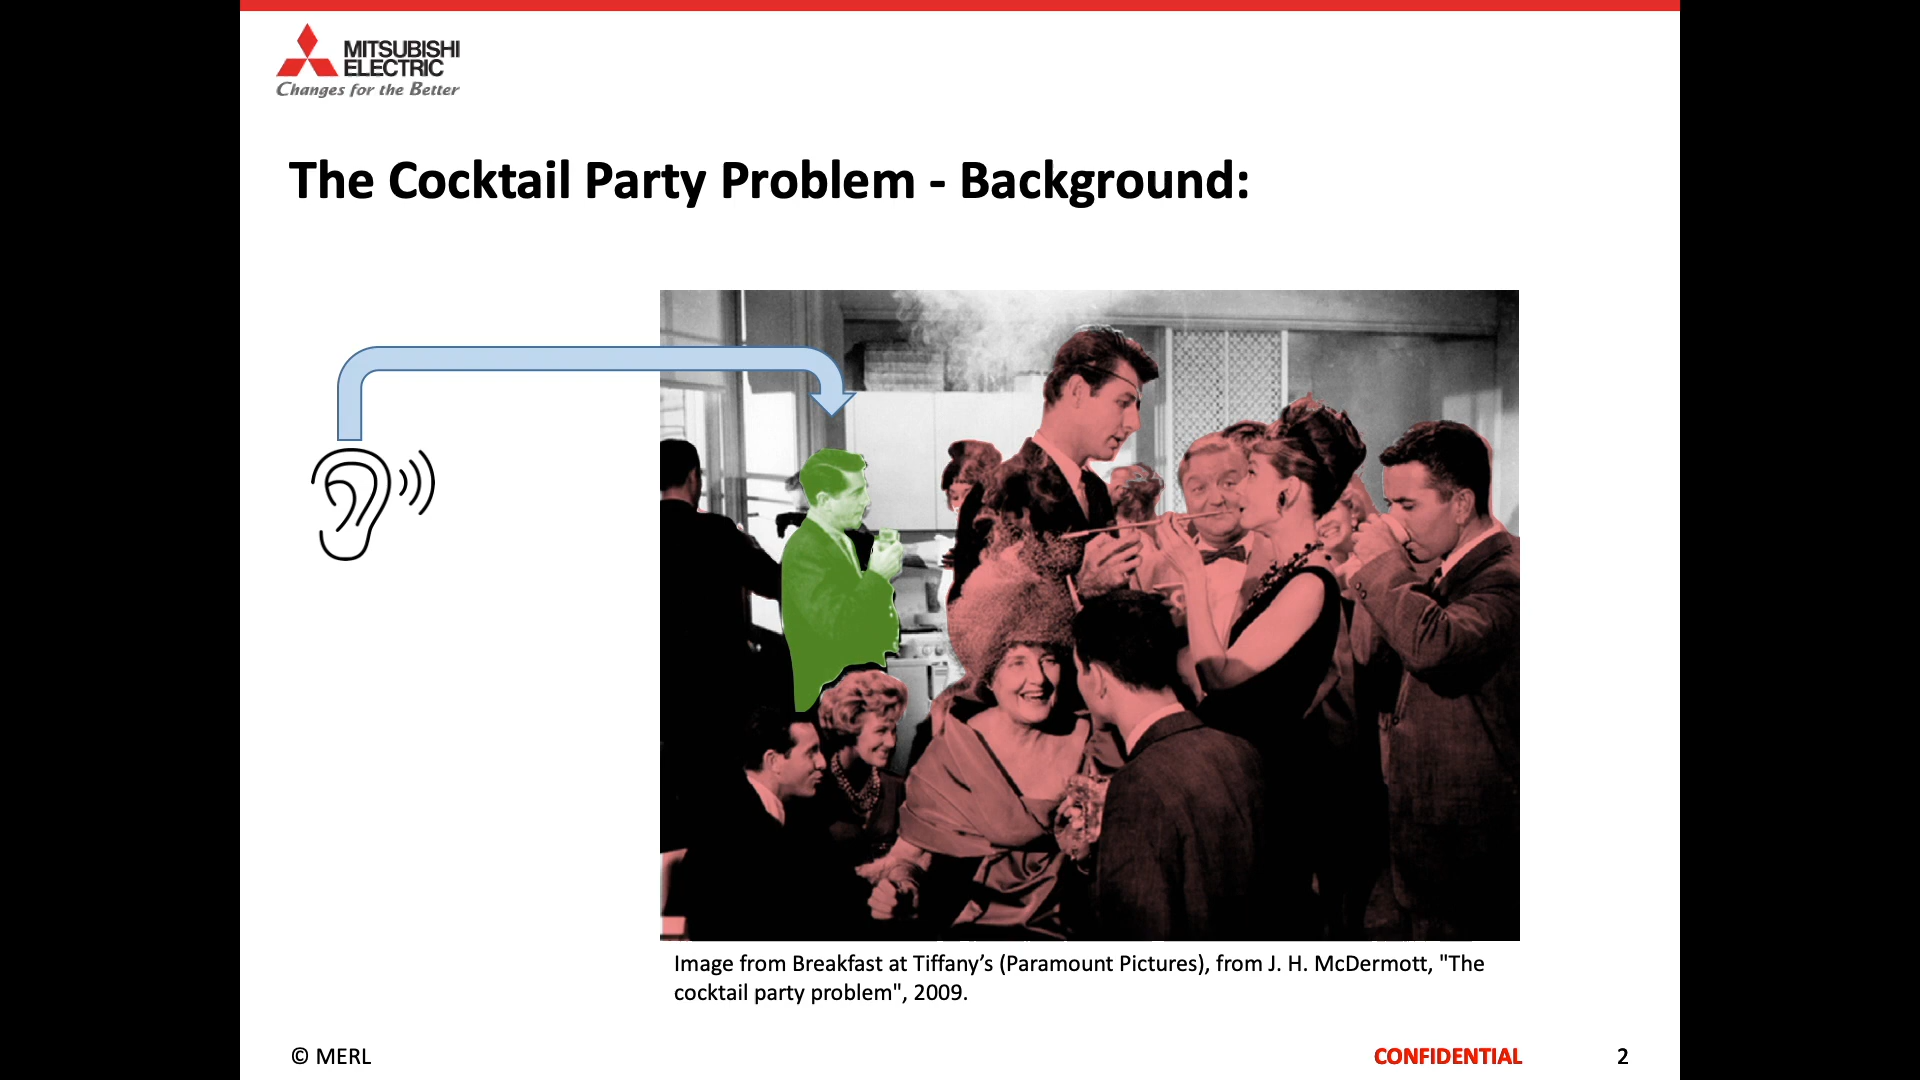 MITSUBISHI
ELECTRIC
Changes for the Better
The Cocktail Party Problem - Background:
Image from Breakfast at Tiffany’s (Paramount Pictures), from J. H. McDermott, "The
cocktail party problem", 2009.
© MERL
CONFIDENTIAL
2